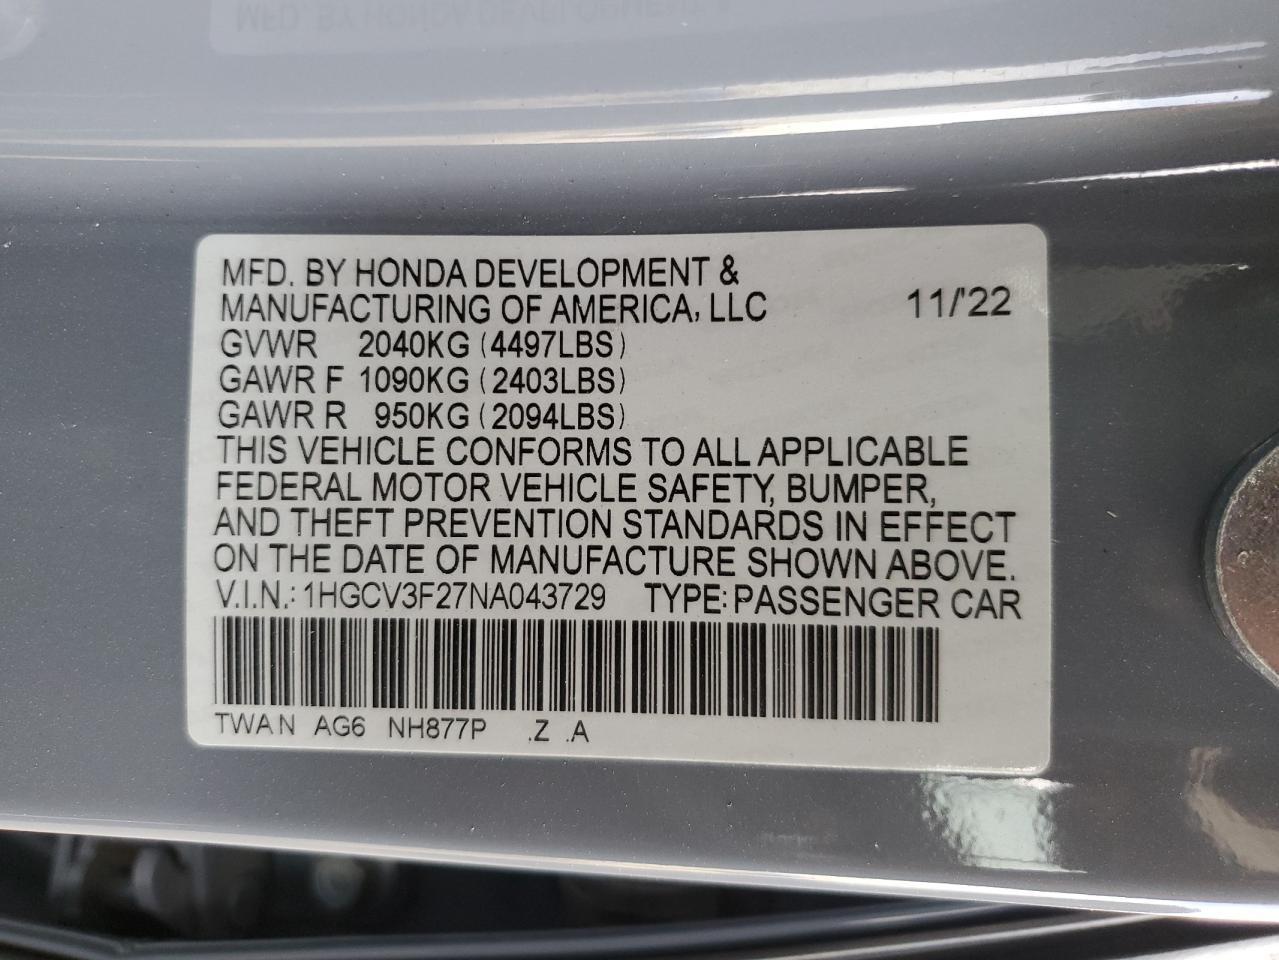 MFD. BY HONDA DEVELOPMENT &
MANUFACTURING OF AMERICA, LLC 11/'22
GVWR 2040KG (4497LBS)
GAWR F 1090KG (2403LBS)
GAWR R 950KG (2094LBS)
THIS VEHICLE CONFORMS TO ALL APPLICABLE
FEDERAL MOTOR VEHICLE SAFETY, BUMPER,
AND THEFT PREVENTION STANDARDS IN EFFECT
ON THE DATE OF MANUFACTURE SHOWN ABOVE.
V.I.N.: 1HGCV3F27NA043729 TYPE: PASSENGER CAR
TWAN AG6 NH877P .Z .A